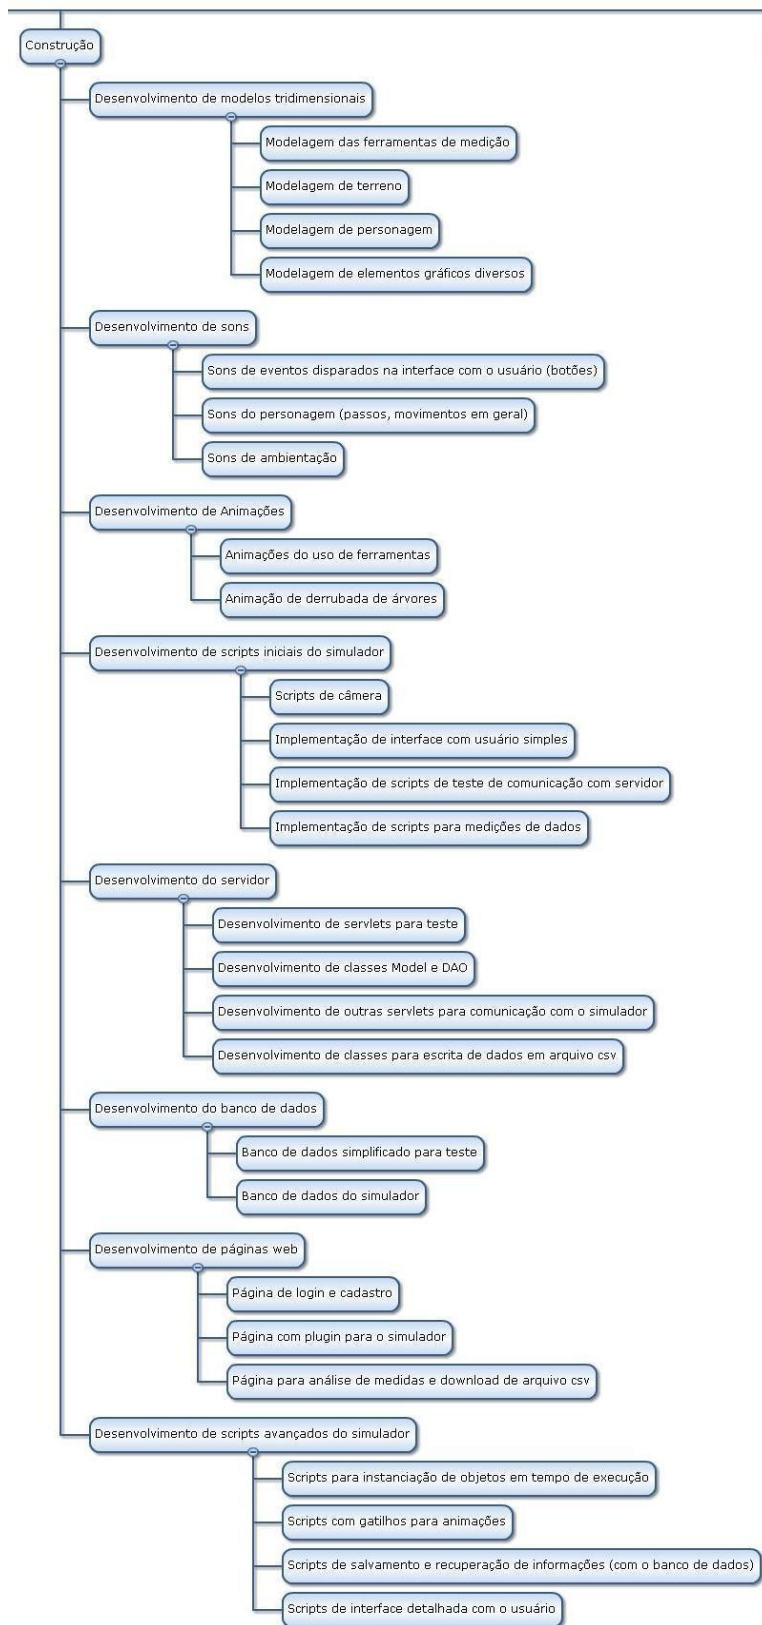 Construção
Desenvolvimento de modelos tridimensionais
Modelagem das ferramentas de medição
Modelagem de terreno
Modelagem de personagem
Modelagem de elementos gráficos diversos
Desenvolvimento de sons
Sons de eventos disparados na interface com o usuário (botões)
Sons do personagem (passos, movimentos em geral)
Sons de ambientação
Desenvolvimento de Animações
Animações do uso de ferramentas
Animação de derrubada de árvores
Desenvolvimento de scripts iniciais do simulador
Scripts de câmera
Implementação de interface com usuário simples
Implementação de scripts de teste de comunicação com servidor
Implementação de scripts para medições de dados
Desenvolvimento do servidor
Desenvolvimento de servlets para teste
Desenvolvimento de classes Model e DAO
Desenvolvimento de outras servlets para comunicação com o simulador
Desenvolvimento de classes para escrita de dados em arquivo csv
Desenvolvimento do banco de dados
Banco de dados simplificado para teste
Banco de dados do simulador
Desenvolvimento de páginas web
Página de login e cadastro
Página com plugin para o simulador
Página para análise de medidas e download de arquivo csv
Desenvolvimento de scripts avançados do simulador
Scripts para instanciação de objetos em tempo de execução
Scripts com gatilhos para animações
Scripts de salvamento e recuperação de informações (com o banco de dados)
Scripts de interface detalhada com o usuário